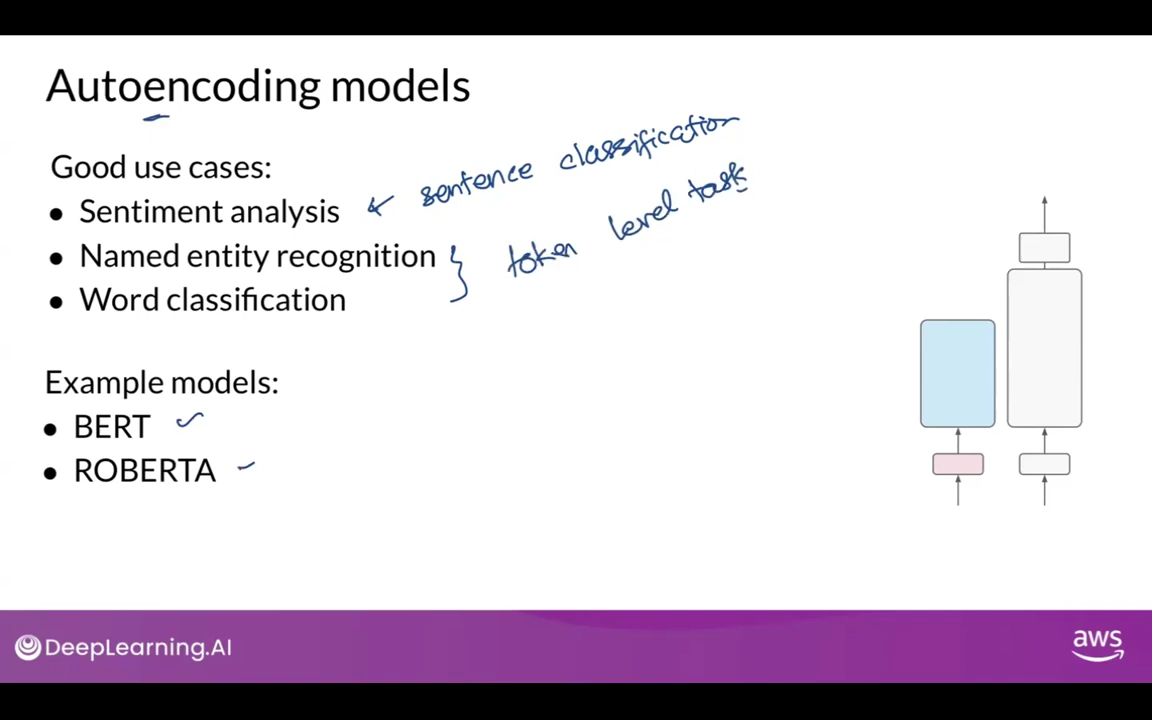 Autoencoding models
Good use cases:
• Sentiment analysis
sentence classification
• Named entity recognition
token level task
• Word classification
Example models:
• BERT
• ROBERTA
DeepLearning.AI
aws